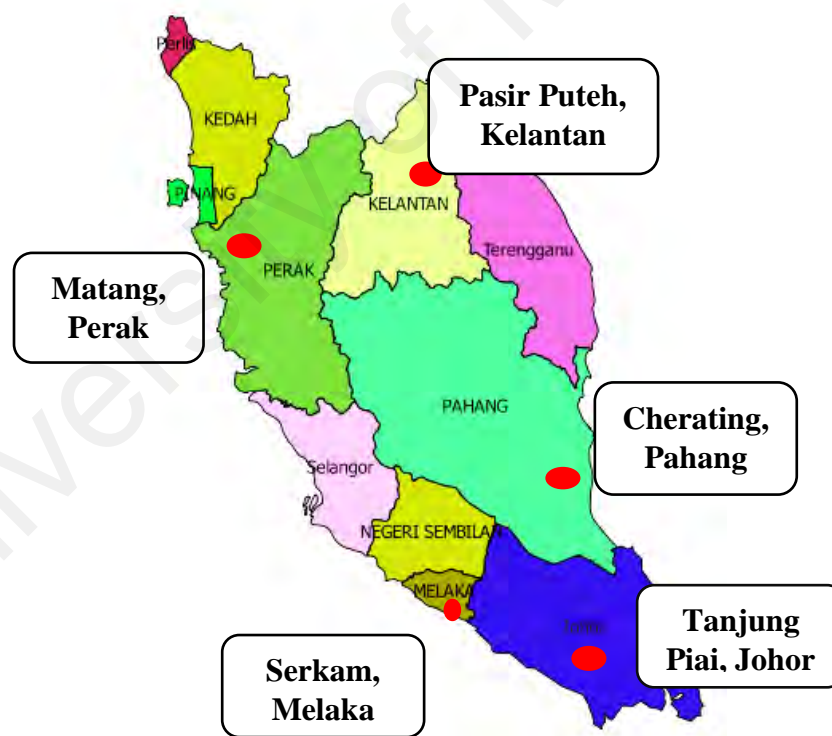 Perlis
KEDAH
Pasir Puteh,
Kelantan
PINANG
KELANTAN
Terengganu
PERAK
Matang,
Perak
PAHANG
Cherating,
Pahang
Selangor
NEGERI SEMBILAN
MELAKA
Tanjung
Piai, Johor
Serkam,
Melaka